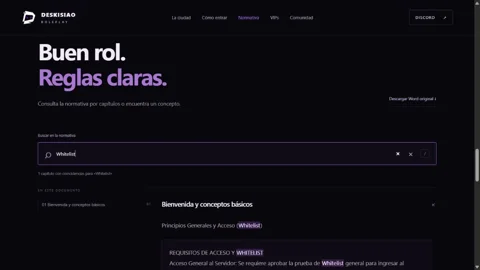 DESKISIAO
ROLEPLAY
La ciudad
Cómo entrar
Normativa
VIPs
Comunidad
DISCORD
Buen rol.
Reglas claras.
Consulta la normativa por capítulos o encuentra un concepto.
Descargar Word original
Buscar en la normativa
Whitelist
1 capítulo con coincidencias para «Whitelist»
01 Bienvenida y conceptos básicos
01
Bienvenida y conceptos básicos
Principios Generales y Acceso (Whitelist)
REQUISITOS DE ACCESO Y WHITELIST
Acceso General al Servidor: Se requiere aprobar la prueba de Whitelist general para ingresar al